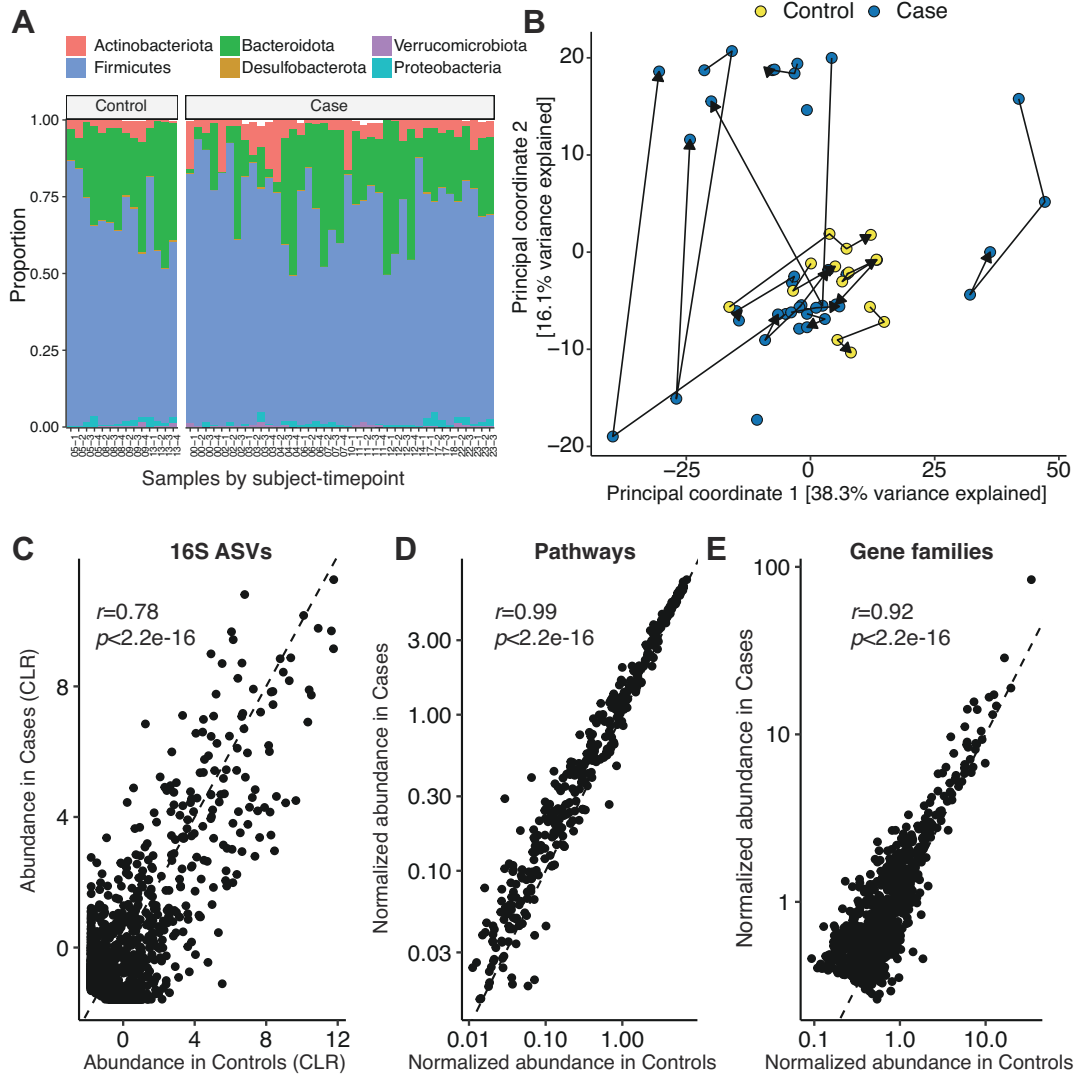 A
Actinobacteriota
Bacteroidota
Verrucomicrobiota
Firmicutes
Desulfobacterota
Proteobacteria
Control
Case
1.00
0.75
0.50
0.25
0.00
Proportion
Samples by subject-timepoint
B
Control
Case
20
10
0
−10
−20
Principal coordinate 2
[16.1% variance explained]
−25
0
25
50
Principal coordinate 1 [38.3% variance explained]
C
16S ASVs
r=0.78
p<2.2e-16
8
4
0
Abundance in Cases (CLR)
0
4
8
12
Abundance in Controls (CLR)
D
Pathways
r=0.99
p<2.2e-16
3.00
1.00
0.30
0.10
0.03
Normalized abundance in Cases
0.01
0.10
1.00
Normalized abundance in Controls
E
Gene families
r=0.92
p<2.2e-16
100
10
1
Normalized abundance in Cases
0.1
1.0
10.0
Normalized abundance in Controls